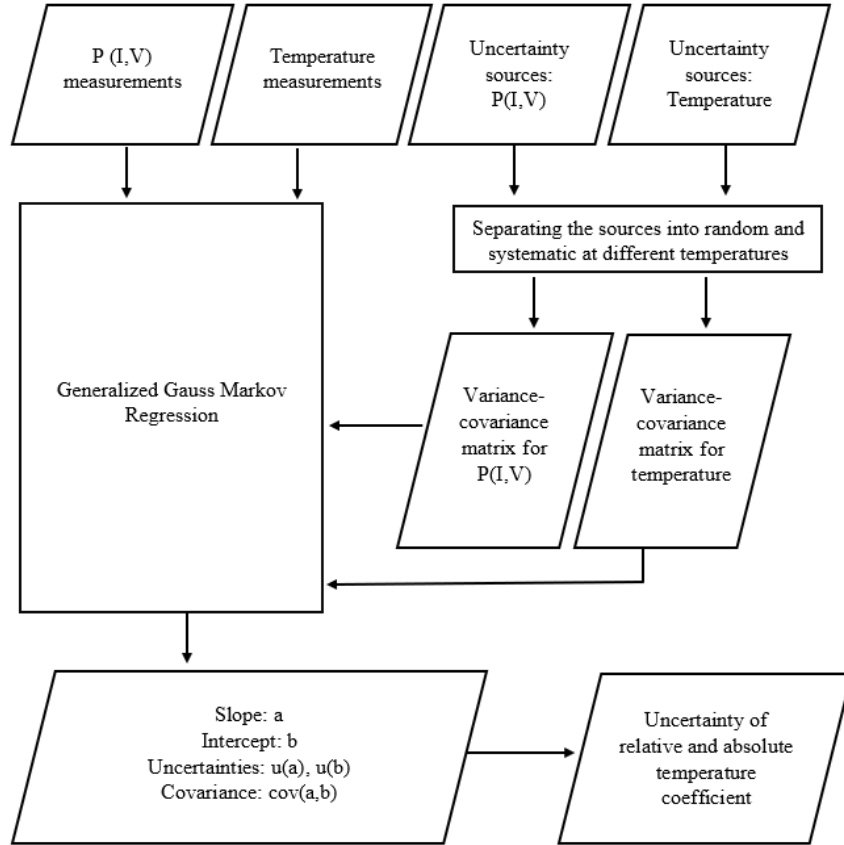 P (I,V)
measurements
Temperature
measurements
Uncertainty
sources:
P(I,V)
Uncertainty
sources:
Temperature
Separating the sources into random and
systematic at different temperatures
Generalized Gauss Markov
Regression
Variance-
covariance
matrix for
P(I,V)
Variance-
covariance
matrix for
temperature
Slope: a
Intercept: b
Uncertainties: u(a), u(b)
Covariance: cov(a,b)
Uncertainty of
relative and absolute
temperature
coefficient